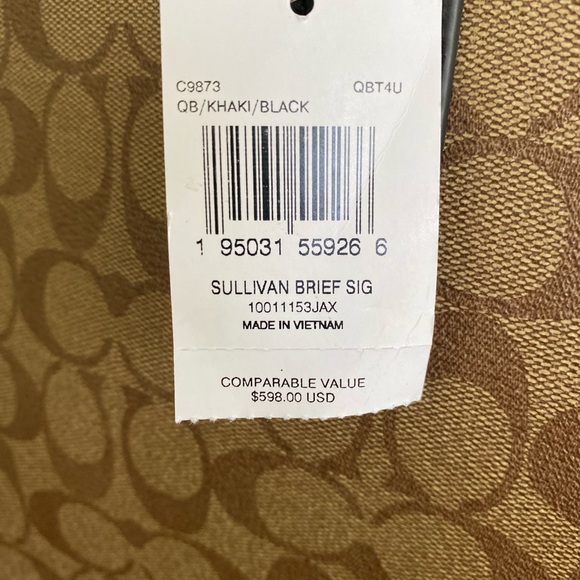 C9873 QBT4U
QB/KHAKI/BLACK
1 95031 55926 6
SULLIVAN BRIEF SIG
10011153JAX
MADE IN VIETNAM
COMPARABLE VALUE
$598.00 USD